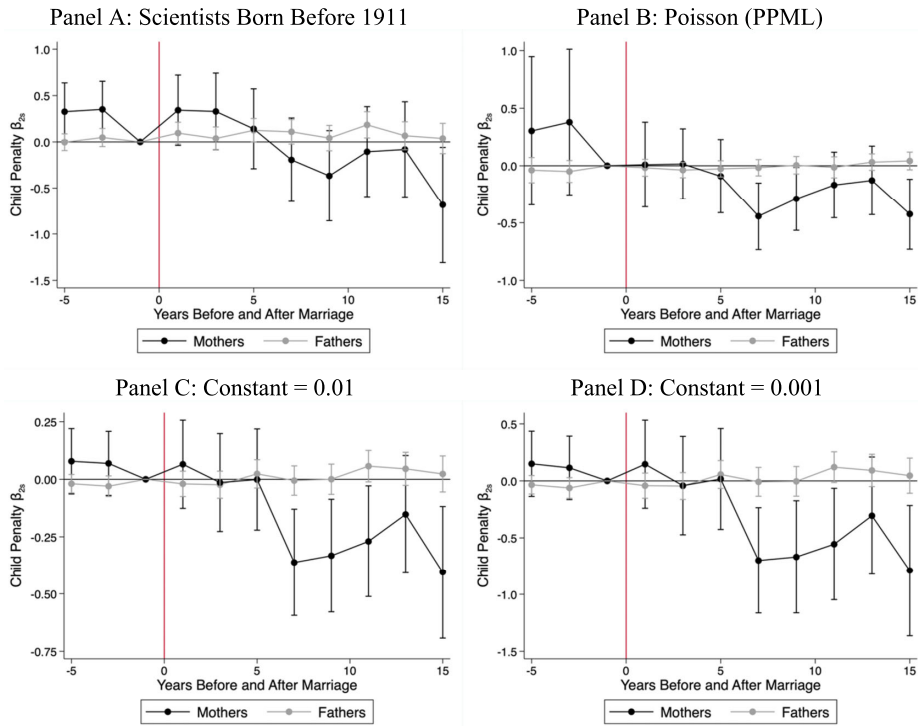 Panel A: Scientists Born Before 1911
Child Penalty β2s
1.0
0.5
0.0
-0.5
-1.0
-1.5
-5 0 5 10 15
Years Before and After Marriage
Mothers Fathers
Panel B: Poisson (PPML)
Child Penalty β2s
1.0
0.5
0.0
-0.5
-1.0
-5 0 5 10 15
Years Before and After Marriage
Mothers Fathers
Panel C: Constant = 0.01
Child Penalty β2s
0.25
0.00
-0.25
-0.50
-0.75
-5 0 5 10 15
Years Before and After Marriage
Mothers Fathers
Panel D: Constant = 0.001
Child Penalty β2s
0.5
0.0
-0.5
-1.0
-1.5
-5 0 5 10 15
Years Before and After Marriage
Mothers Fathers